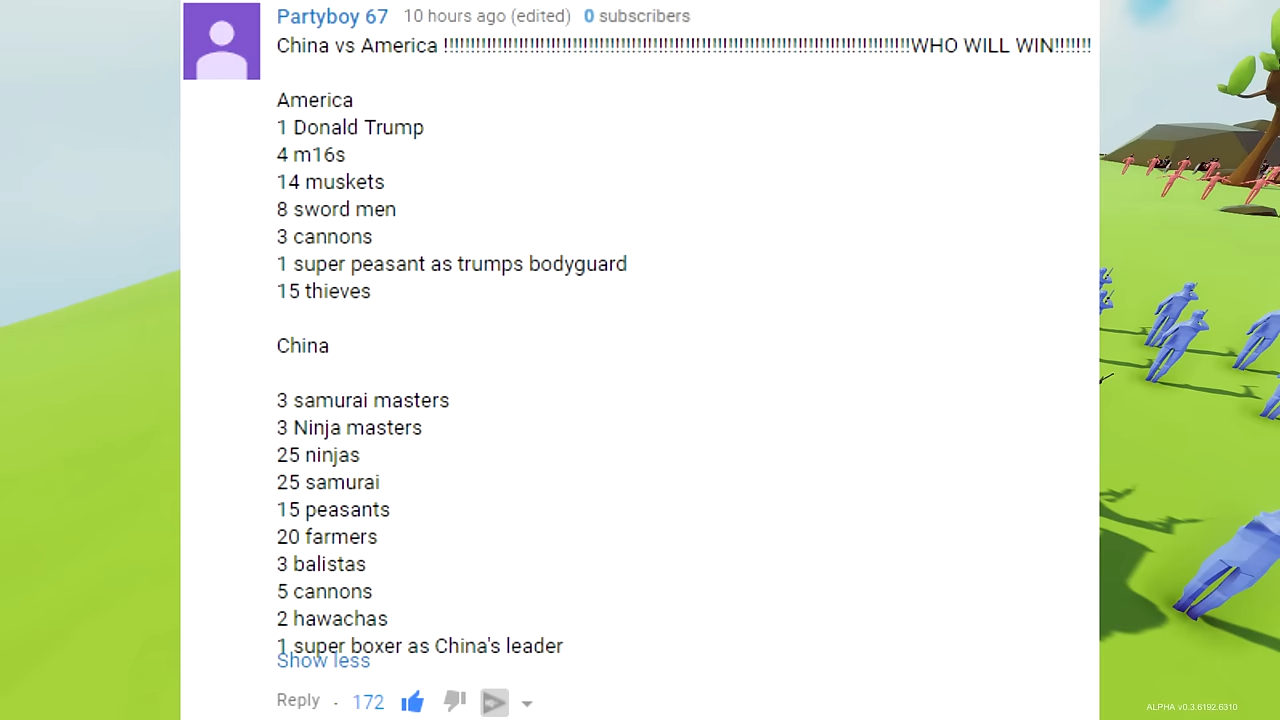 Partyboy 67 10 hours ago (edited) 0 subscribers
China vs America !!!!!!!!!!!!!!!!!!!!!!!!!!!!!!!!!!!!!!!!!!!!!!!!!!!!!!!!!!!!!!!!!!!!!!!!!!!!!!!!!!!!!!!WHO WILL WIN!!!!!!!
America
1 Donald Trump
4 m16s
14 muskets
8 sword men
3 cannons
1 super peasant as trumps bodyguard
15 thieves
China
3 samurai masters
3 Ninja masters
25 ninjas
25 samurai
15 peasants
20 farmers
3 balistas
5 cannons
2 hawachas
1 super boxer as China's leader
Show less
Reply . 172
ALPHA v0.3.6192.6310